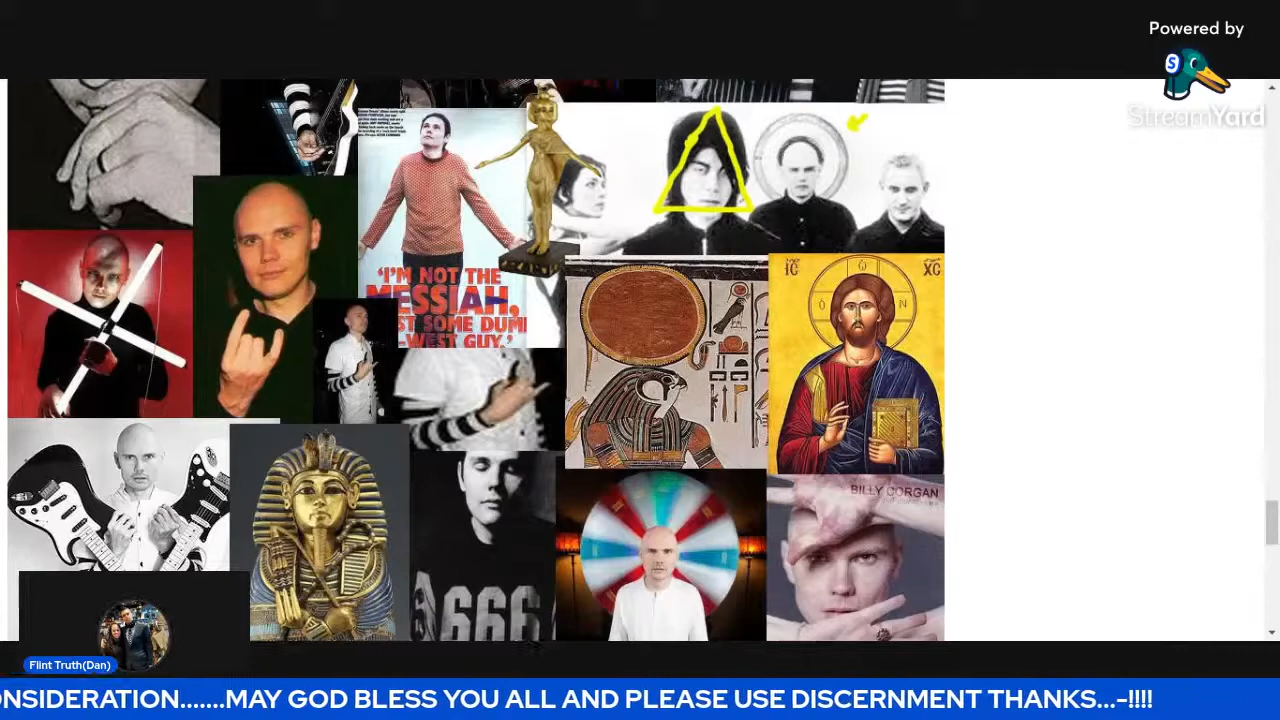 Powered by
StreamYard
'I'M NOT THE
MESSIAH,
ST SOME DUM
-WEST GUY.'
IC
XC
BILLY CORGAN
666
Flint Truth(Dan)
ONSIDERATION.......MAY GOD BLESS YOU ALL AND PLEASE USE DISCERNMENT THANKS...-!!!!